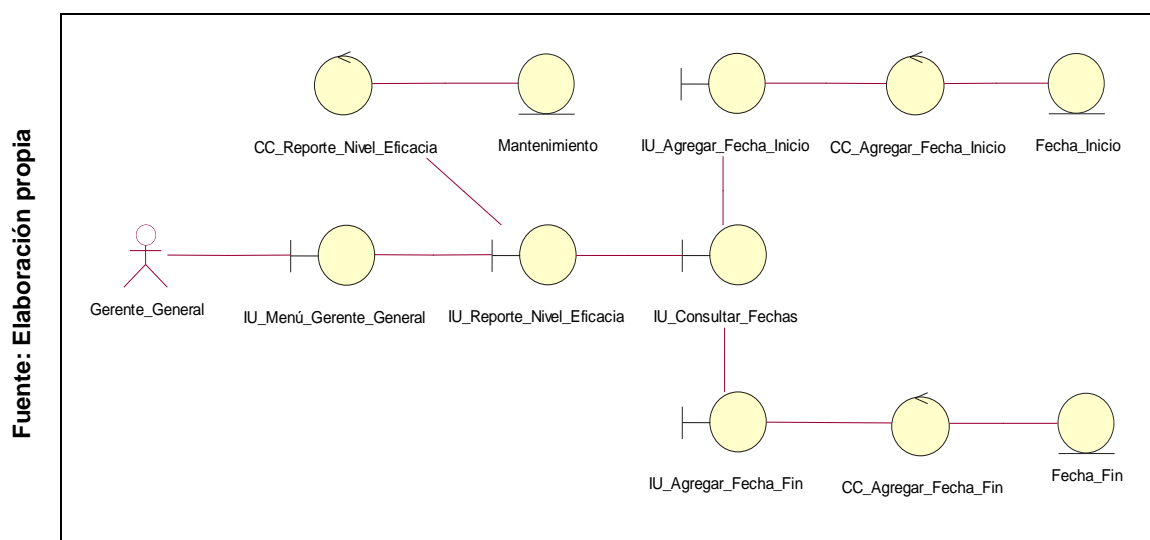 Fuente: Elaboración propia
CC_Reporte_Nivel_Eficacia
Mantenimiento
IU_Agregar_Fecha_Inicio
CC_Agregar_Fecha_Inicio
Fecha_Inicio
Gerente_General
IU_Menú_Gerente_General
IU_Reporte_Nivel_Eficacia
IU_Consultar_Fechas
IU_Agregar_Fecha_Fin
CC_Agregar_Fecha_Fin
Fecha_Fin